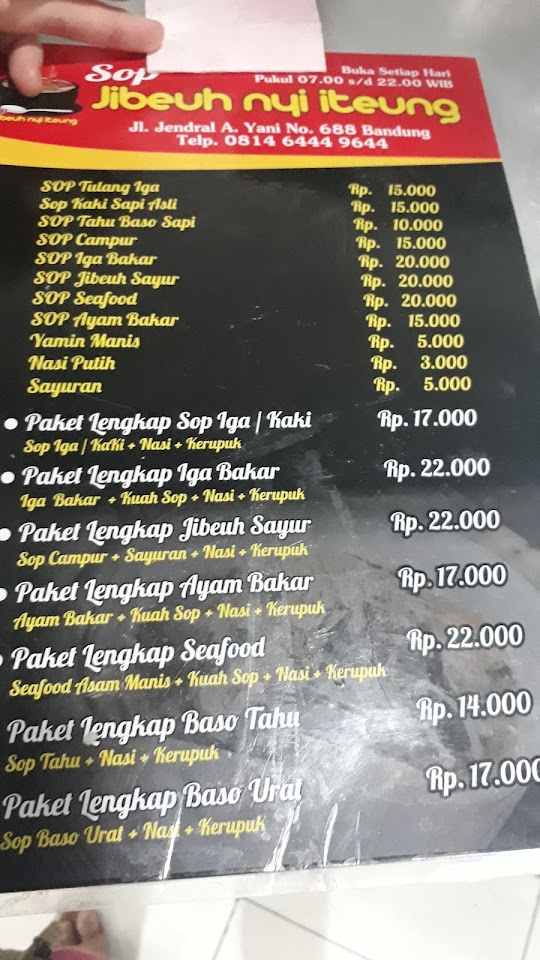 Sop
Jibeuh nyi iteung
Buka Setiap Hari
Pukul 07.00 s/d 22.00 WIB
Jl. Jendral A. Yani No. 688 Bandung
Telp. 0814 6444 9644
beuh nyi iteung
SOP Tulang Iga Rp. 15.000
Sop Kaki Sapi Asli Rp. 15.000
SOP Tahu Baso Sapi Rp. 10.000
SOP Campur Rp. 15.000
SOP Iga Bakar Rp. 20.000
SOP Jibeuh Sayur Rp. 20.000
SOP Seafood Rp. 20.000
SOP Ayam Bakar Rp. 15.000
Yamin Manis Rp. 5.000
Nasi Putih Rp. 3.000
Sayuran Rp. 5.000
Paket Lengkap Sop Iga / Kaki Rp. 17.000
Sop Iga / KaKi + Nasi + Kerupuk
Paket Lengkap Iga Bakar Rp. 22.000
Iga Bakar + Kuah Sop + Nasi + Kerupuk
Paket Lengkap Jibeuh Sayur Rp. 22.000
Sop Campur + Sayuran + Nasi + Kerupuk
Paket Lengkap Ayam Bakar Rp. 17.000
Ayam Bakar + Kuah Sop + Nasi + Kerupuk
Paket Lengkap Seafood Rp. 22.000
Seafood Asam Manis + Kuah Sop + Nasi + Kerupuk
Paket Lengkap Baso Tahu Rp. 14.000
Sop Tahu + Nasi + Kerupuk
Paket Lengkap Baso Urat Rp. 17.000
Sop Baso Urat + Nasi + Kerupuk